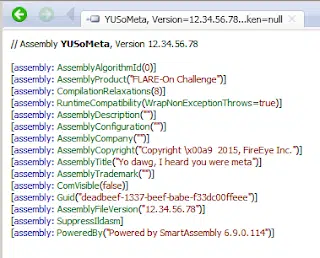 YUSoMeta, Version=12.34.56.78...ken=null
// Assembly YUSoMeta, Version 12.34.56.78
[assembly: AssemblyAlgorithmId(0)]
[assembly: AssemblyProduct("FLARE-On Challenge")]
[assembly: CompilationRelaxations(8)]
[assembly: RuntimeCompatibility(WrapNonExceptionThrows=true)]
[assembly: AssemblyDescription("")]
[assembly: AssemblyConfiguration("")]
[assembly: AssemblyCompany("")]
[assembly: AssemblyCopyright("Copyright \x00a9  2015, FireEye Inc.")]
[assembly: AssemblyTitle("Yo dawg, I heard you were meta")]
[assembly: AssemblyTrademark("")]
[assembly: ComVisible(false)]
[assembly: Guid("deadbeef-1337-beef-babe-f33dc00ffeee")]
[assembly: AssemblyFileVersion("12.34.56.78")]
[assembly: SuppressIldasm]
[assembly: PoweredBy("Powered by SmartAssembly 6.9.0.114")]